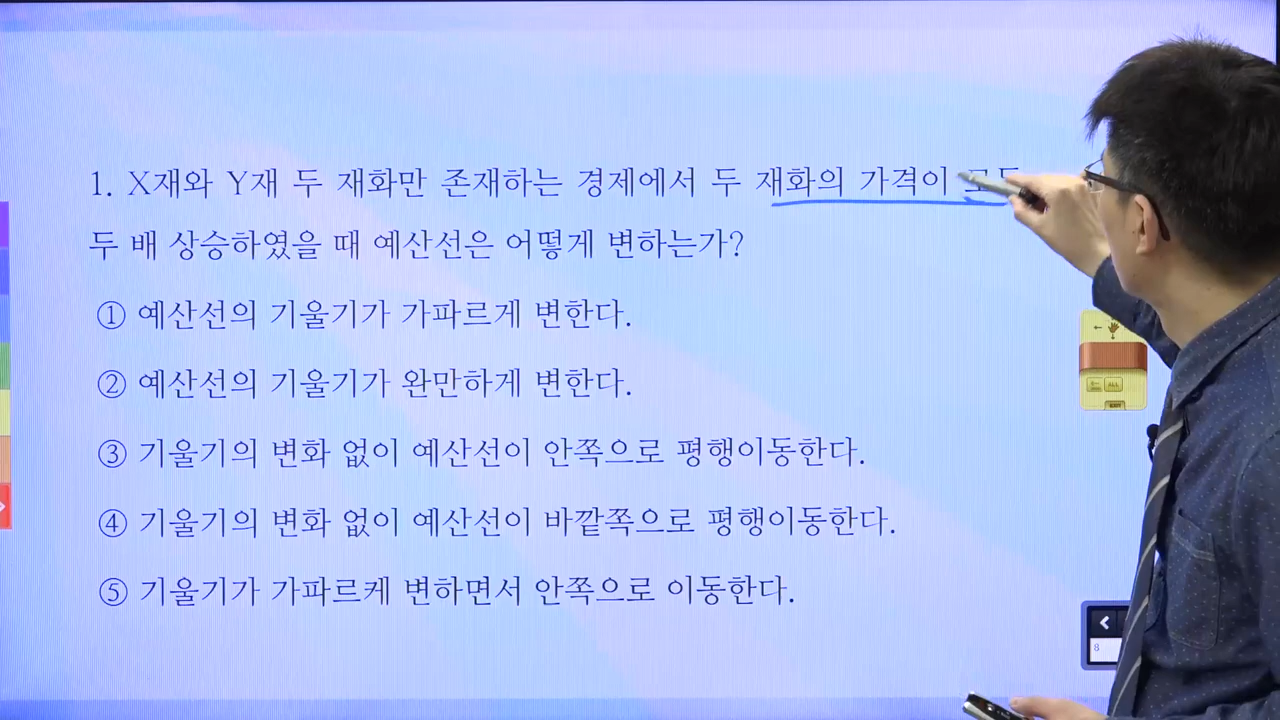 1. X재와 Y재 두 재화만 존재하는 경제에서 두 재화의 가격이
두 배 상승하였을 때 예산선은 어떻게 변하는가?
① 예산선의 기울기가 가파르게 변한다.
② 예산선의 기울기가 완만하게 변한다.
③ 기울기의 변화 없이 예산선이 안쪽으로 평행이동한다.
④ 기울기의 변화 없이 예산선이 바깥쪽으로 평행이동한다.
⑤ 기울기가 가파르케 변하면서 안쪽으로 이동한다.
ALL
EXIT
8